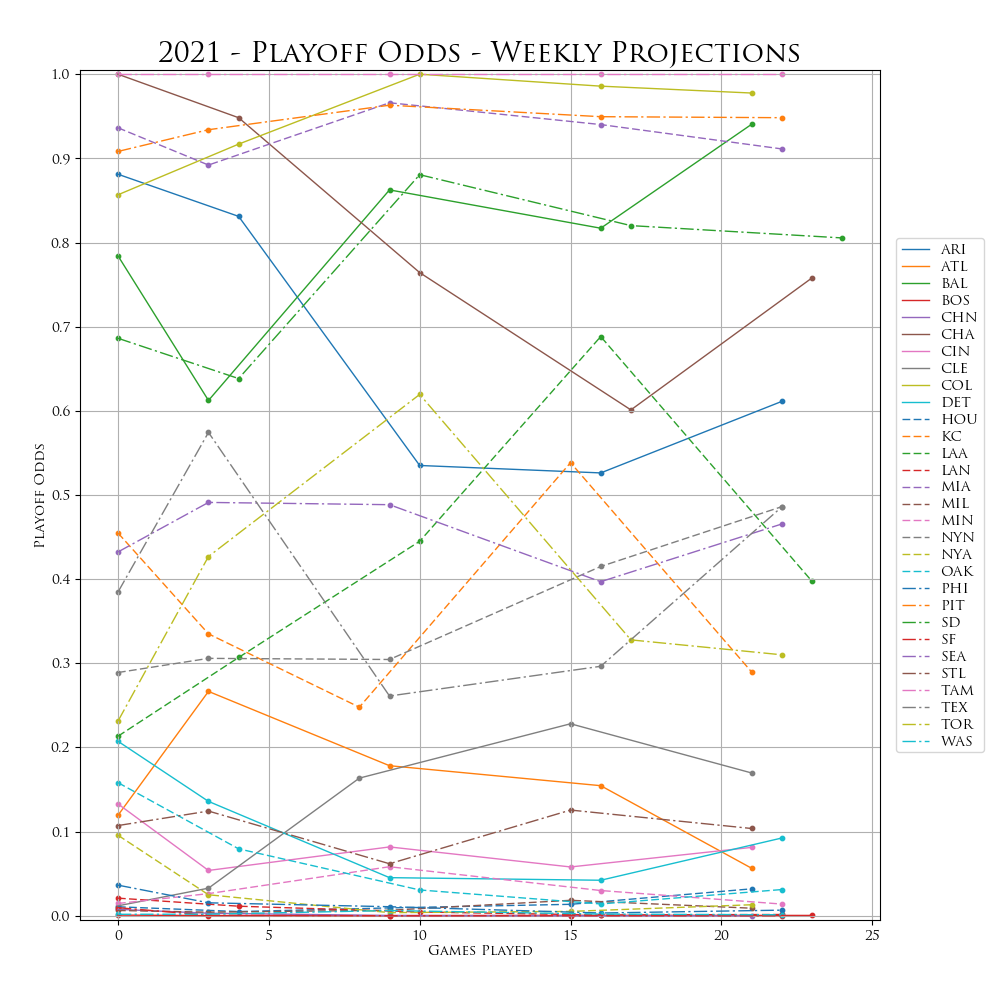 2021 - Playoff Odds - Weekly Projections
1.0
0.9
0.8
0.7
0.6
0.5
0.4
0.3
0.2
0.1
0.0
Playoff Odds
0 5 10 15 20 25
Games Played
ARI
ATL
BAL
BOS
CHN
CHA
CIN
CLE
COL
DET
HOU
KC
LAA
LAN
MIA
MIL
MIN
NYN
NYA
OAK
PHI
PIT
SD
SF
SEA
STL
TAM
TEX
TOR
WAS